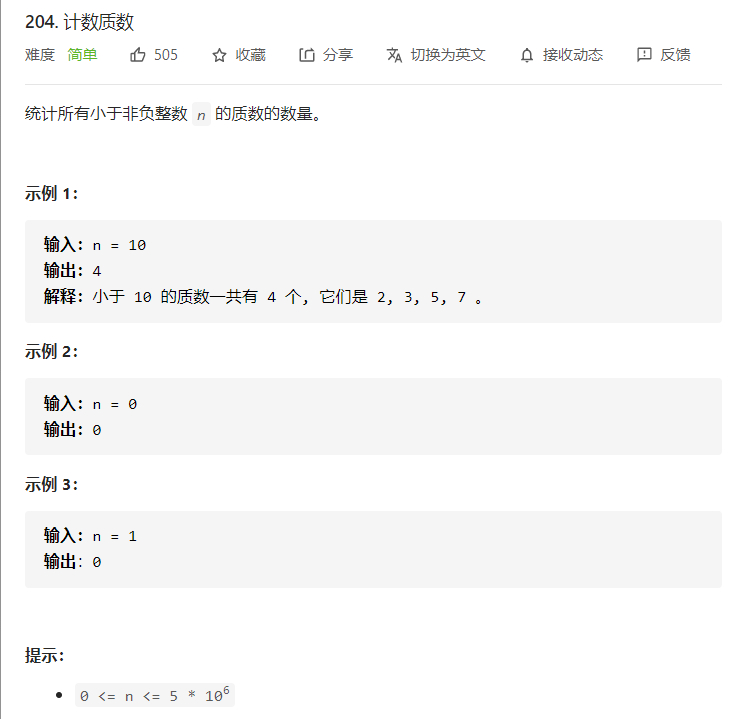 204. 计数质数
难度 简单 505 收藏 分享 切换为英文 接收动态 反馈
统计所有小于非负整数 n 的质数的数量。
示例 1：
输入：n = 10
输出：4
解释：小于 10 的质数一共有 4 个, 它们是 2, 3, 5, 7 。
示例 2：
输入：n = 0
输出：0
示例 3：
输入：n = 1
输出：0
提示：
• 0 <= n <= 5 * 10⁶